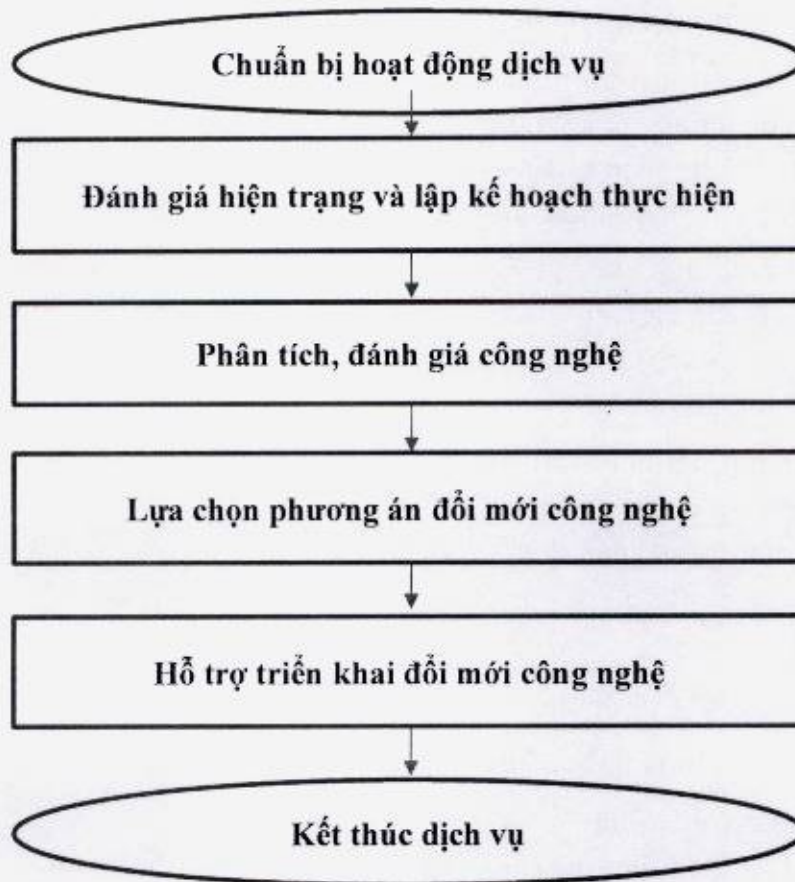 Chuẩn bị hoạt động dịch vụ
Đánh giá hiện trạng và lập kế hoạch thực hiện
Phân tích, đánh giá công nghệ
Lựa chọn phương án đổi mới công nghệ
Hỗ trợ triển khai đổi mới công nghệ
Kết thúc dịch vụ